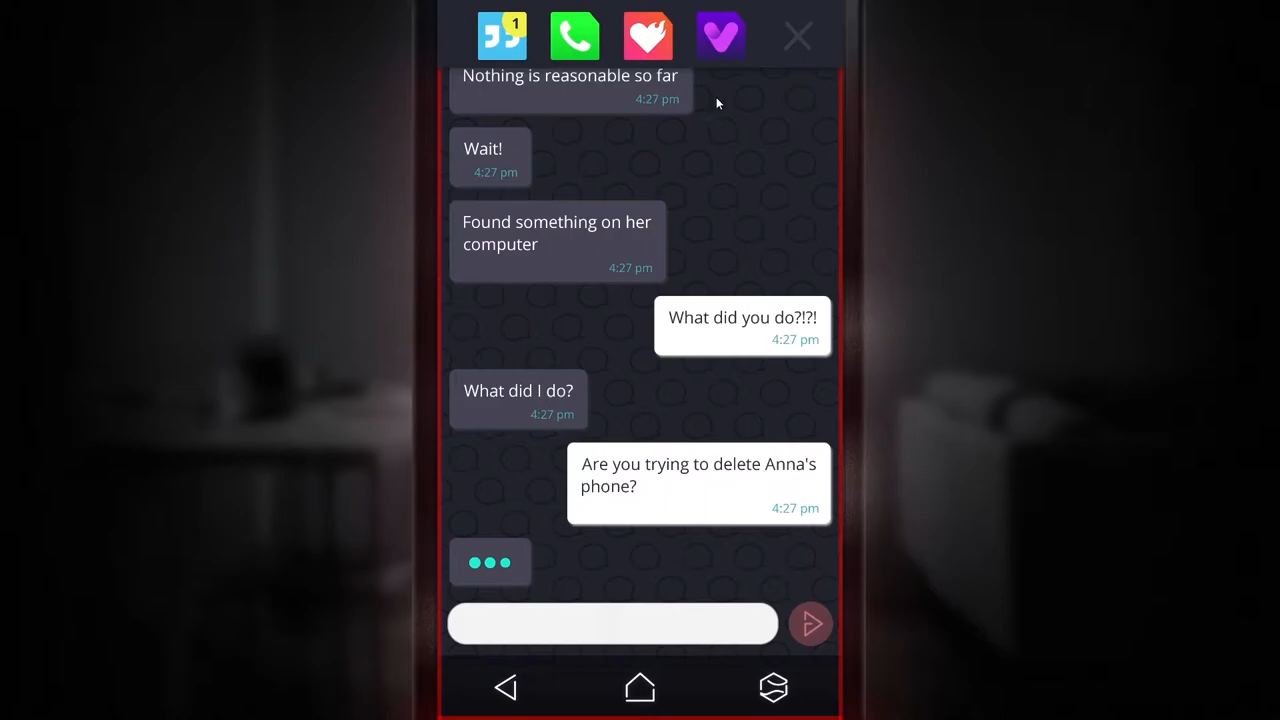 1
Nothing is reasonable so far
4:27 pm
Wait!
4:27 pm
Found something on her
computer
4:27 pm
What did you do?!?!
4:27 pm
What did I do?
4:27 pm
Are you trying to delete Anna's
phone?
4:27 pm